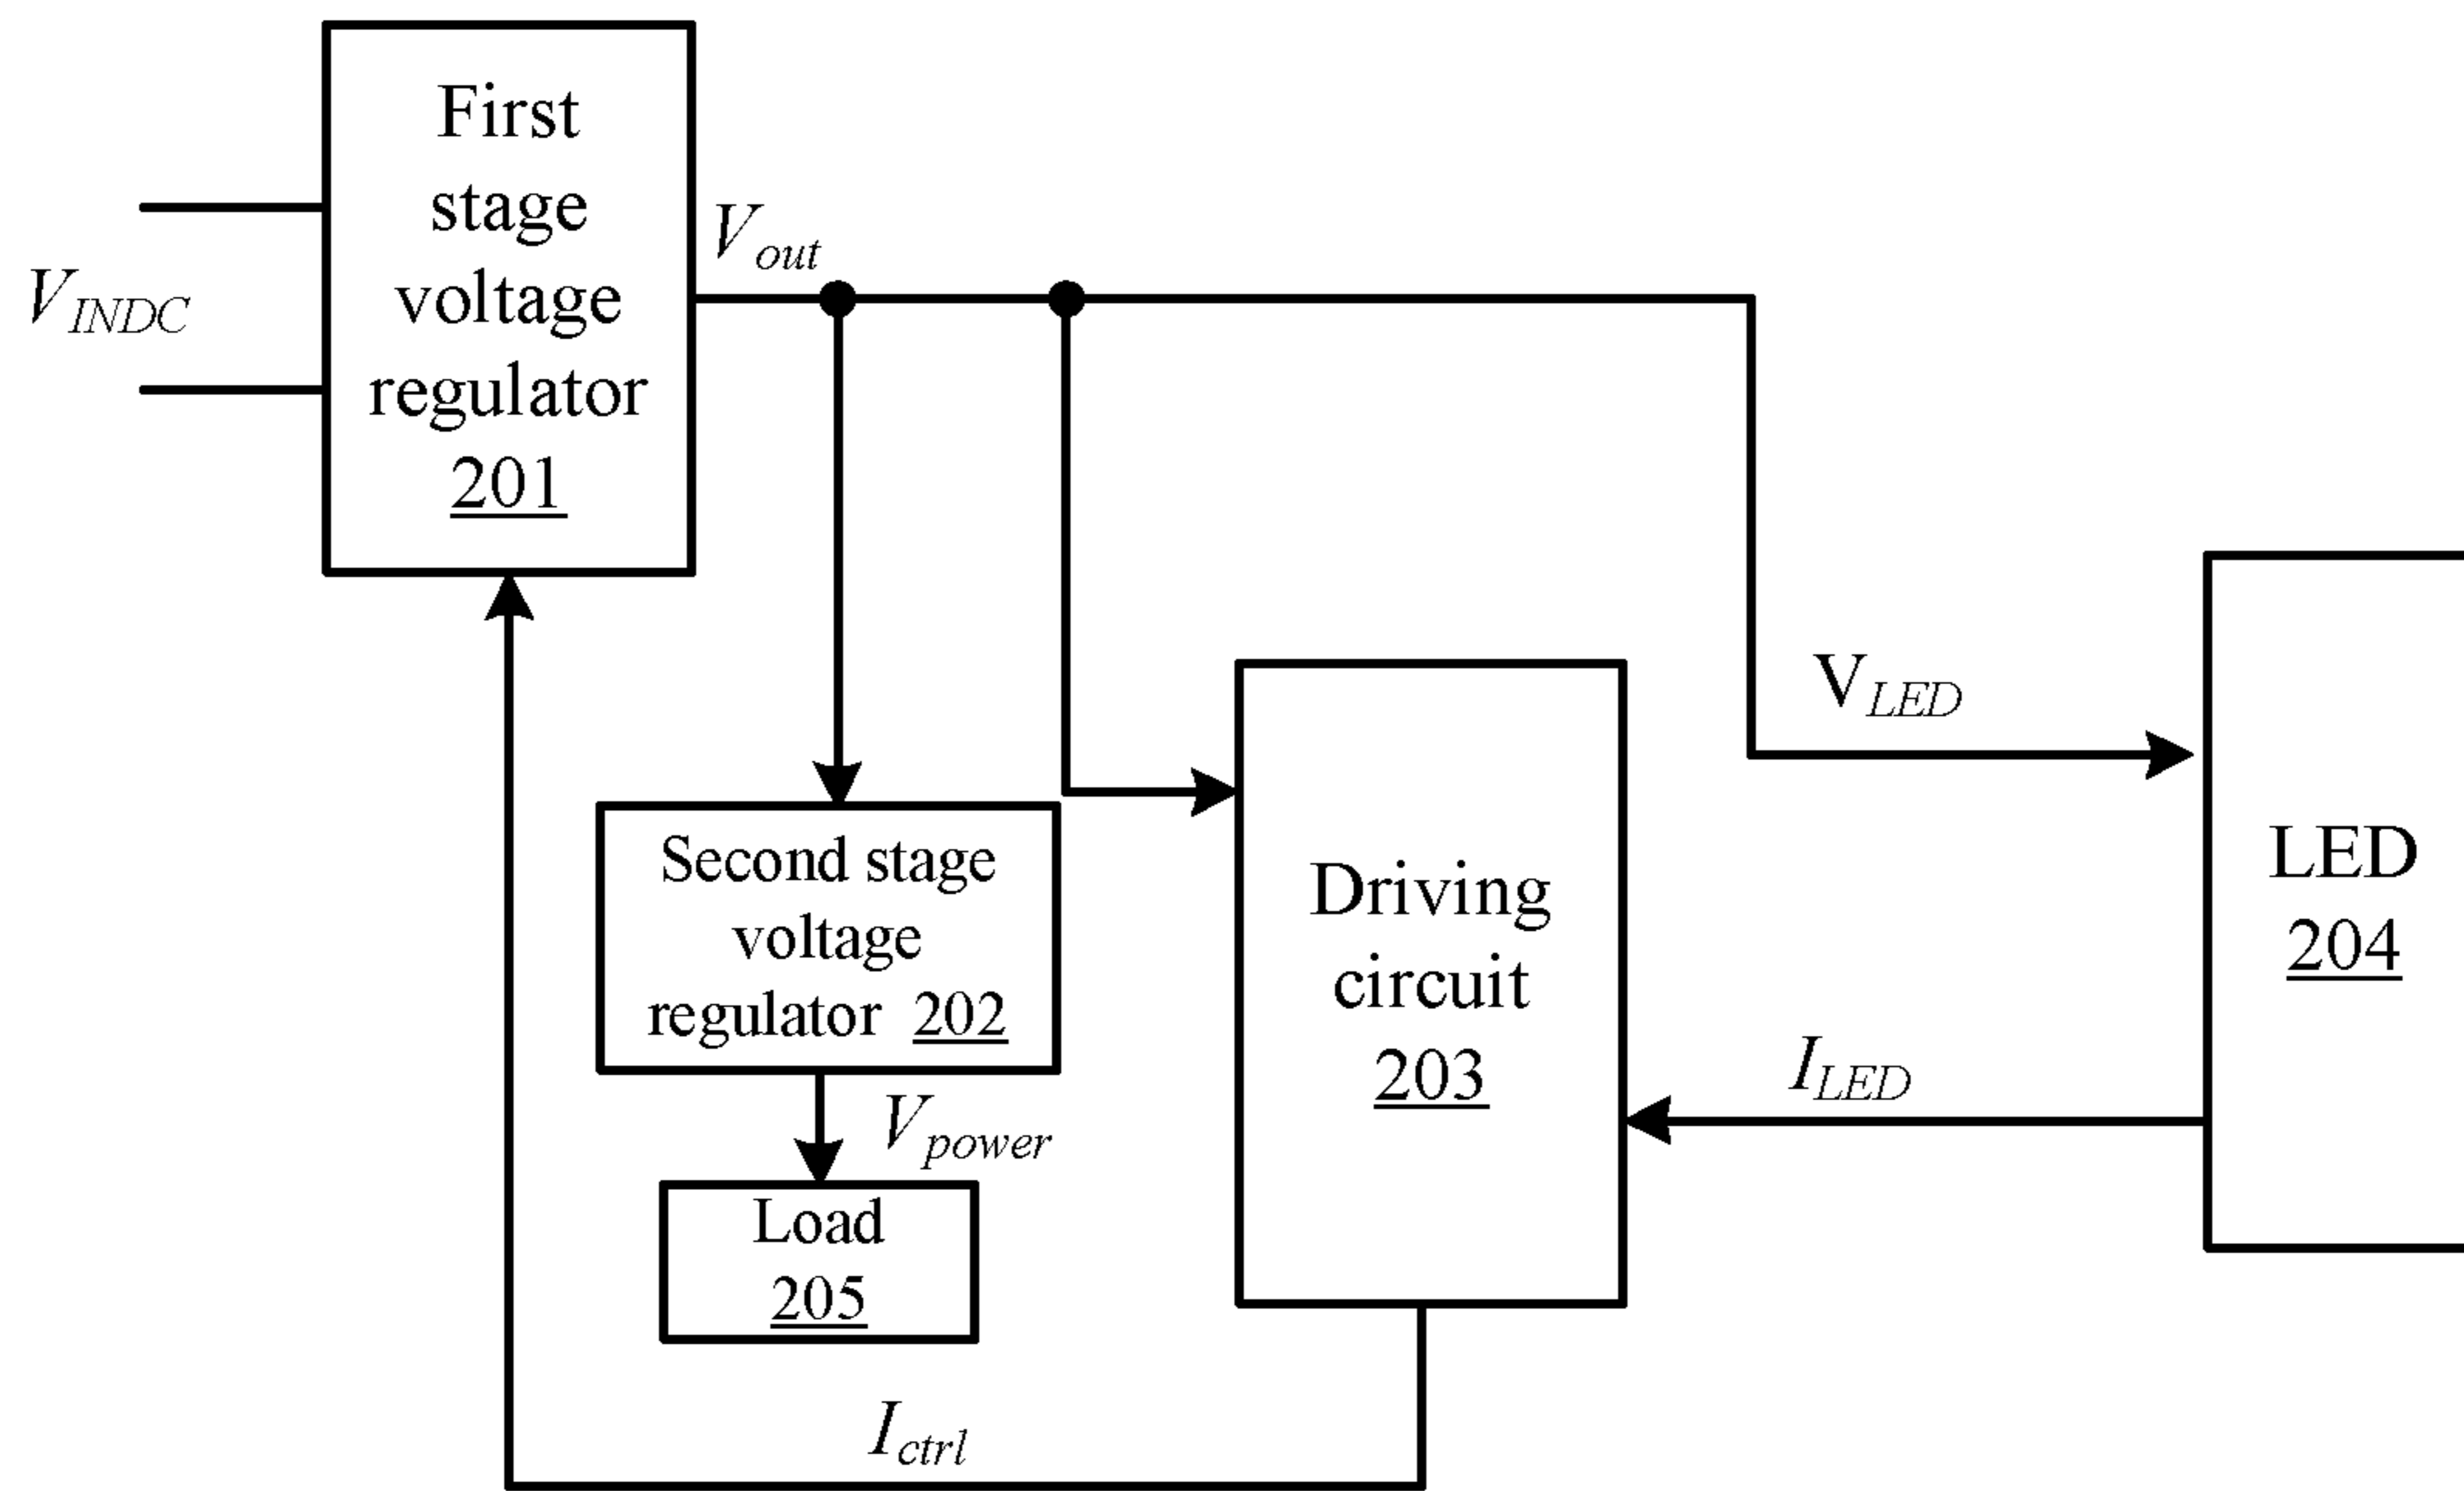 First
stage
voltage
regulator
201
V_INDC
V_out
V_LED
Second stage
voltage
regulator 202
V_power
Load
205
Driving
circuit
203
LED
204
I_LED
I_ctrl